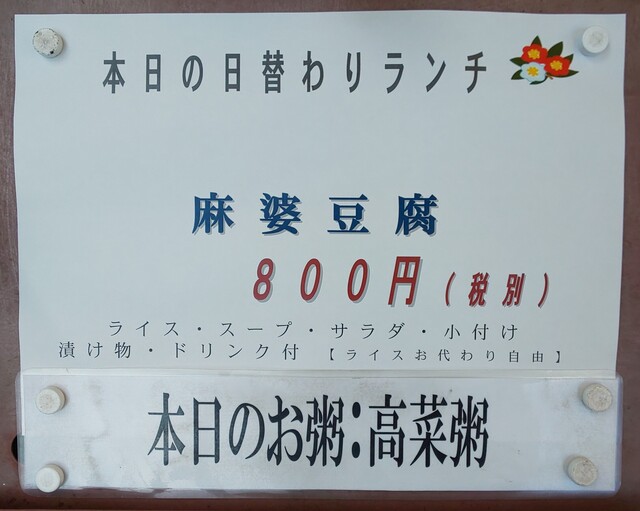 本日の日替わりランチ
麻婆豆腐
８００円（税別）
ライス・スープ・サラダ・小付け
漬け物・ドリンク付【ライスお代わり自由】
本日のお粥：高菜粥